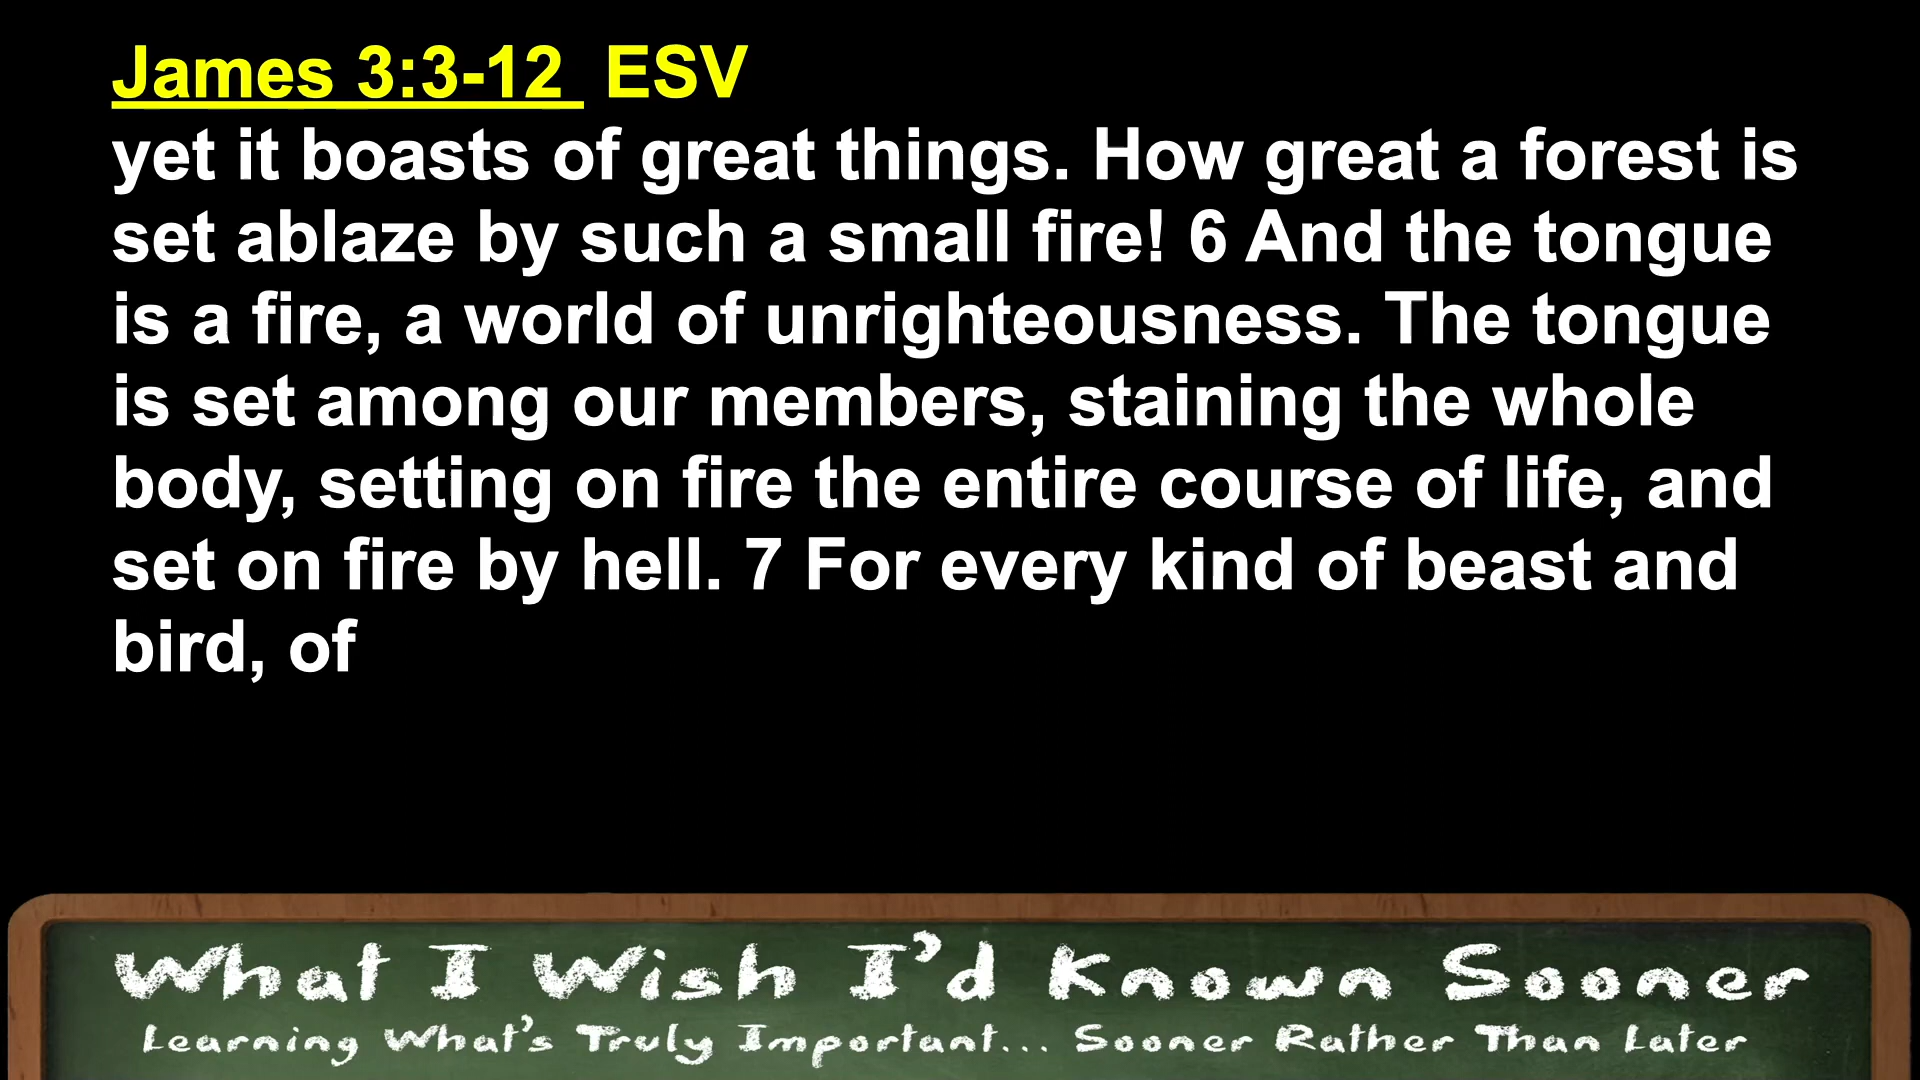 James 3:3-12 ESV
yet it boasts of great things. How great a forest is
set ablaze by such a small fire! 6 And the tongue
is a fire, a world of unrighteousness. The tongue
is set among our members, staining the whole
body, setting on fire the entire course of life, and
set on fire by hell. 7 For every kind of beast and
bird, of
What I Wish I'd Known Sooner
Learning What's Truly Important... Sooner Rather Than Later